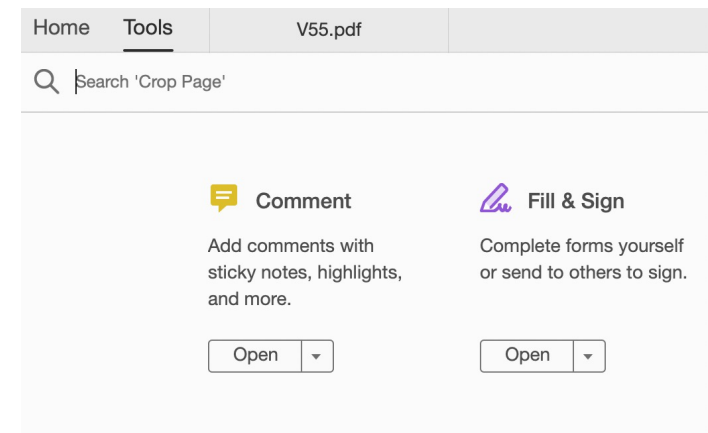 Home Tools V55.pdf
Search 'Crop Page'
Comment Fill & Sign
Add comments with
sticky notes, highlights,
and more.
Complete forms yourself
or send to others to sign.
Open Open